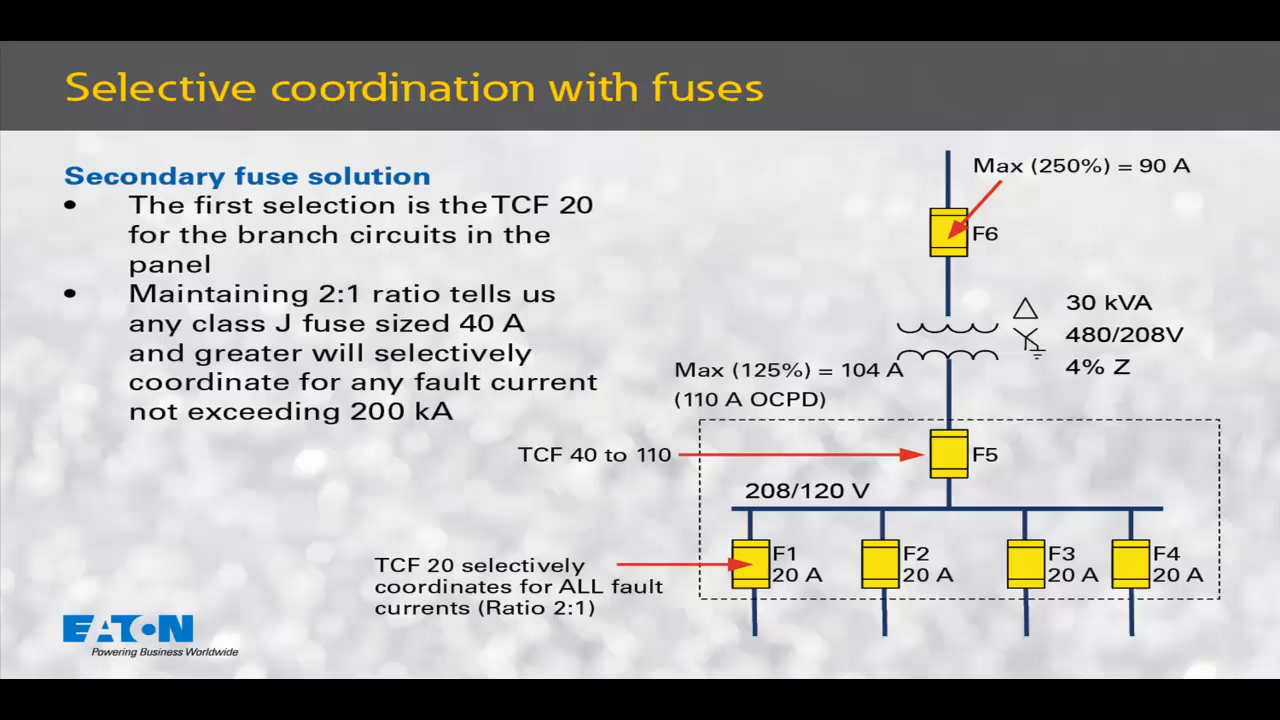 Selective coordination with fuses
Secondary fuse solution
• The first selection is the TCF 20
for the branch circuits in the
panel
• Maintaining 2:1 ratio tells us
any class J fuse sized 40 A
and greater will selectively
coordinate for any fault current
not exceeding 200 kA
Max (250%) = 90 A
F6
30 kVA
480/208V
4% Z
Max (125%) = 104 A
(110 A OCPD)
TCF 40 to 110
F5
208/120 V
F1
20 A
F2
20 A
F3
20 A
F4
20 A
TCF 20 selectively
coordinates for ALL fault
currents (Ratio 2:1)
EATON
Powering Business Worldwide